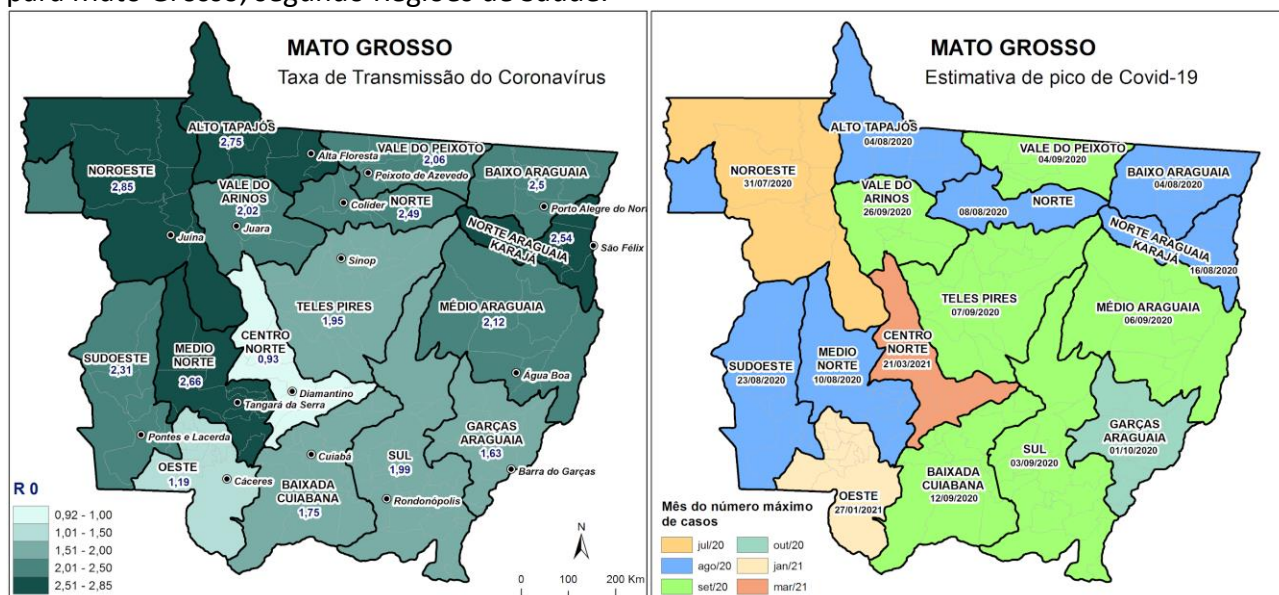 para Mato Grosso, segundo Regiões de Saúde.
MATO GROSSO
Taxa de Transmissão do Coronavírus
ALTO TAPAJÓS
2,75
Alta Floresta
VALE DO PEIXOTO
2,06
Peixoto de Azevedo
NOROESTE
2,85
BAIXO ARAGUAIA
2,5
VALE DO
ARINOS
2,02
Colider
NORTE
2,49
Porto Alegre do Nort
Juína
Juara
NORTE ARAGUAIA
KARAJÁ
2,54
São Félix
Sinop
TELES PIRES
1,95
MÉDIO ARAGUAIA
2,12
CENTRO
NORTE
0,93
SUDOESTE
2,31
MEDIO
NORTE
2,66
Água Boa
Diamantino
Tangará da Serra
Pontes e Lacerda
GARÇAS
ARAGUAIA
1,63
Barra do Garças
OESTE
1,19
Cáceres
Cuiabá
SUL
1,99
BAIXADA
CUIABANA
1,75
Rondonópolis
R 0
0,92 - 1,00
1,01 - 1,50
1,51 - 2,00
2,01 - 2,50
2,51 - 2,85
N
0 100 200 Km
MATO GROSSO
Estimativa de pico de Covid-19
ALTO TAPAJÓS
04/08/2020
VALE DO PEIXOTO
04/09/2020
NOROESTE
31/07/2020
BAIXO ARAGUAIA
04/08/2020
VALE DO
ARINOS
26/09/2020
NORTE
08/08/2020
NORTE ARAGUAIA
KARAJÁ
16/08/2020
TELES PIRES
07/09/2020
MÉDIO ARAGUAIA
06/09/2020
CENTRO
NORTE
21/03/2021
SUDOESTE
23/08/2020
MEDIO
NORTE
10/08/2020
GARÇAS
ARAGUAIA
01/10/2020
SUL
03/09/2020
BAIXADA
CUIABANA
12/09/2020
OESTE
27/01/2021
Mês do número máximo
de casos
jul/20
ago/20
set/20
out/20
jan/21
mar/21